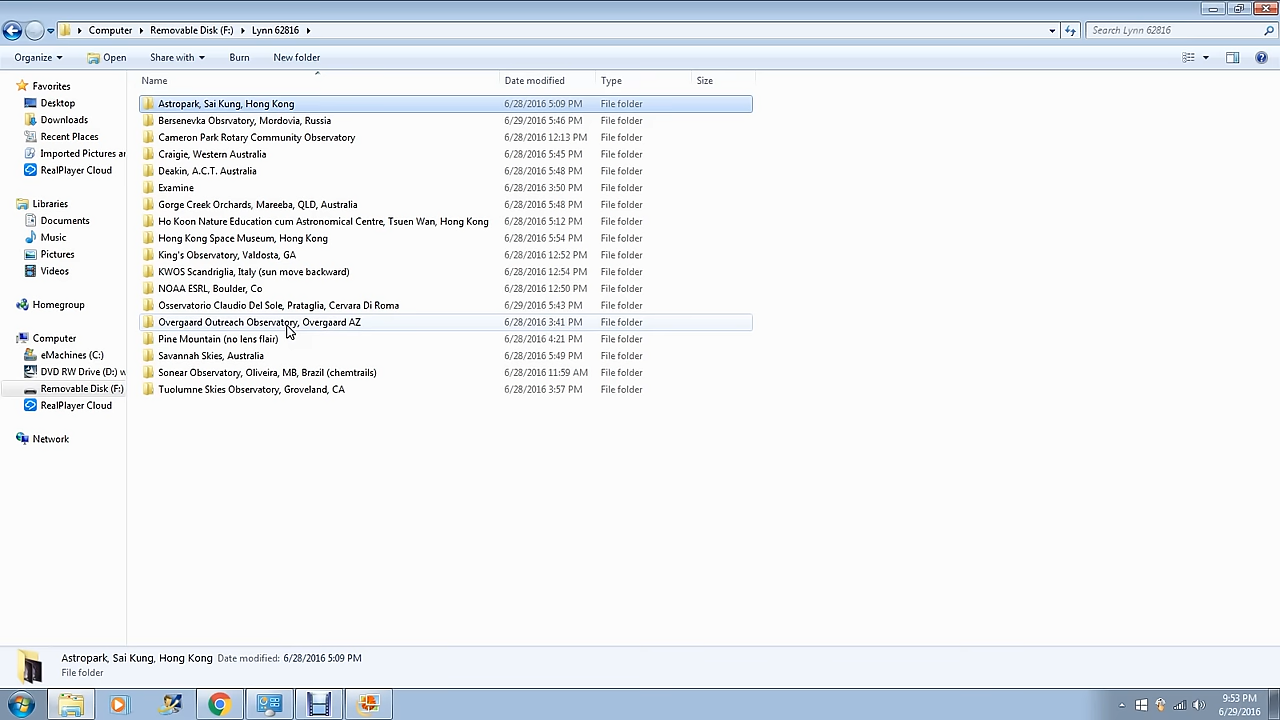 Computer Removable Disk (F:) Lynn 62816 Search Lynn 62816
Organize Open Share with Burn New folder
Name Date modified Type Size
Favorites
Desktop
Downloads
Recent Places
Imported Pictures ar
RealPlayer Cloud
Libraries
Documents
Music
Pictures
Videos
Homegroup
Computer
eMachines (C:)
DVD RW Drive (D:) w
Removable Disk (F:)
RealPlayer Cloud
Network
Astropark, Sai Kung, Hong Kong 6/28/2016 5:09 PM File folder
Bersenevka Obsrvatory, Mordovia, Russia 6/29/2016 5:46 PM File folder
Cameron Park Rotary Community Observatory 6/28/2016 12:13 PM File folder
Craigie, Western Australia 6/28/2016 5:45 PM File folder
Deakin, A.C.T. Australia 6/28/2016 5:48 PM File folder
Examine 6/28/2016 3:50 PM File folder
Gorge Creek Orchards, Mareeba, QLD, Australia 6/28/2016 5:48 PM File folder
Ho Koon Nature Education cum Astronomical Centre, Tsuen Wan, Hong Kong 6/28/2016 5:12 PM File folder
Hong Kong Space Museum, Hong Kong 6/28/2016 5:54 PM File folder
King's Observatory, Valdosta, GA 6/28/2016 12:52 PM File folder
KWOS Scandriglia, Italy (sun move backward) 6/28/2016 12:54 PM File folder
NOAA ESRL, Boulder, Co 6/28/2016 12:50 PM File folder
Osservatorio Claudio Del Sole, Prataglia, Cervara Di Roma 6/29/2016 5:43 PM File folder
Overgaard Outreach Observatory, Overgaard AZ 6/28/2016 3:41 PM File folder
Pine Mountain (no lens flair) 6/28/2016 4:21 PM File folder
Savannah Skies, Australia 6/28/2016 5:49 PM File folder
Sonear Observatory, Oliveira, MB, Brazil (chemtrails) 6/28/2016 11:59 AM File folder
Tuolumne Skies Observatory, Groveland, CA 6/28/2016 3:57 PM File folder
Astropark, Sai Kung, Hong Kong Date modified: 6/28/2016 5:09 PM
File folder
9:53 PM
6/29/2016